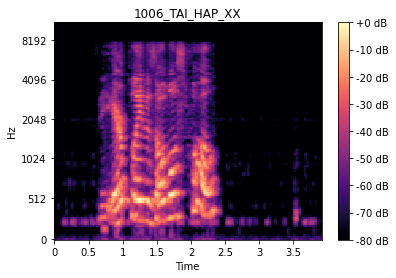 1006_TAI_HAP_XX
8192
4096
2048
1024
512
0
Hz
0 0.5 1 1.5 2 2.5 3 3.5
Time
+0 dB
-10 dB
-20 dB
-30 dB
-40 dB
-50 dB
-60 dB
-70 dB
-80 dB